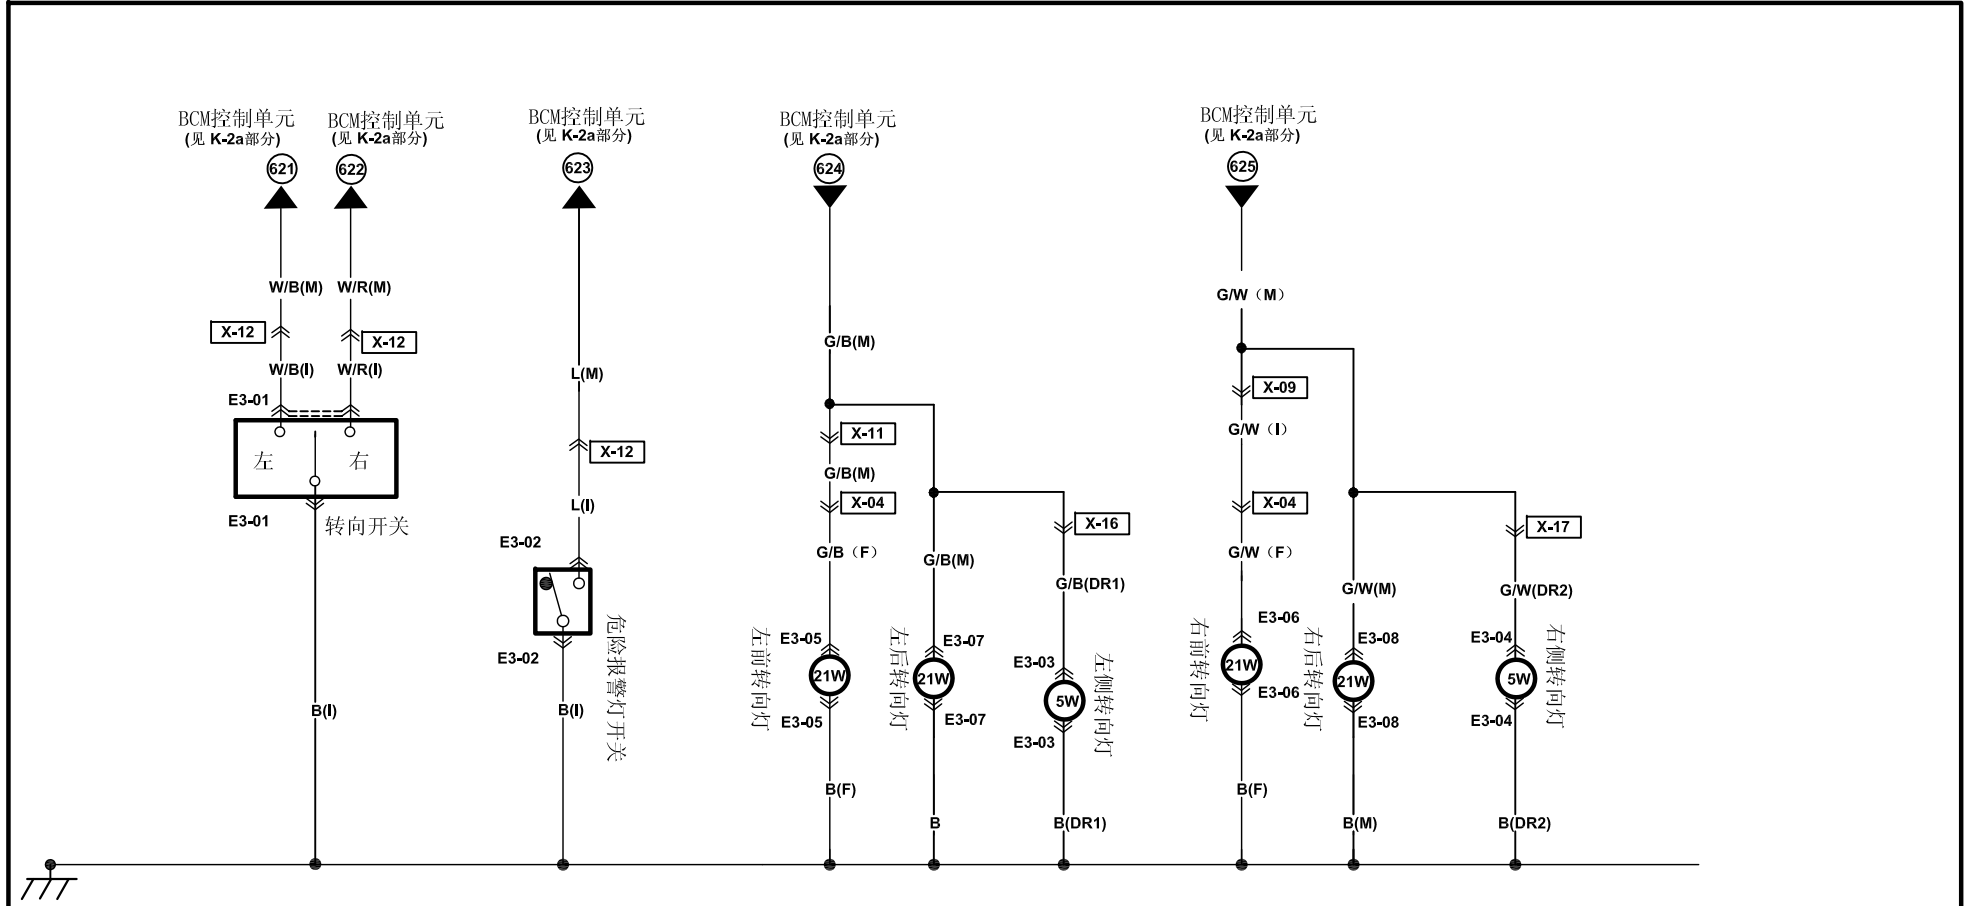 BCM控制单元
(见 K-2a部分)
621
BCM控制单元
(见 K-2a部分)
622
BCM控制单元
(见 K-2a部分)
623
BCM控制单元
(见 K-2a部分)
624
BCM控制单元
(见 K-2a部分)
625
W/B(M)
W/R(M)
X-12
X-12
W/B(I)
W/R(I)
E3-01
左
右
E3-01
转向开关
B(I)
L(M)
X-12
L(I)
E3-02
E3-02
危险报警灯开关
B(I)
G/B(M)
X-11
G/B(M)
X-04
G/B（F）
E3-05
左前转向灯
21W
E3-05
B(F)
G/B(M)
E3-07
左后转向灯
21W
E3-07
B
X-16
G/B(DR1)
E3-03
左侧转向灯
5W
E3-03
B(DR1)
G/W（M）
X-09
G/W（I）
X-04
G/W（F）
E3-06
右前转向灯
21W
E3-06
B(F)
G/W(M)
E3-08
右后转向灯
21W
E3-08
B(M)
X-17
G/W(DR2)
E3-04
右侧转向灯
5W
E3-04
B(DR2)